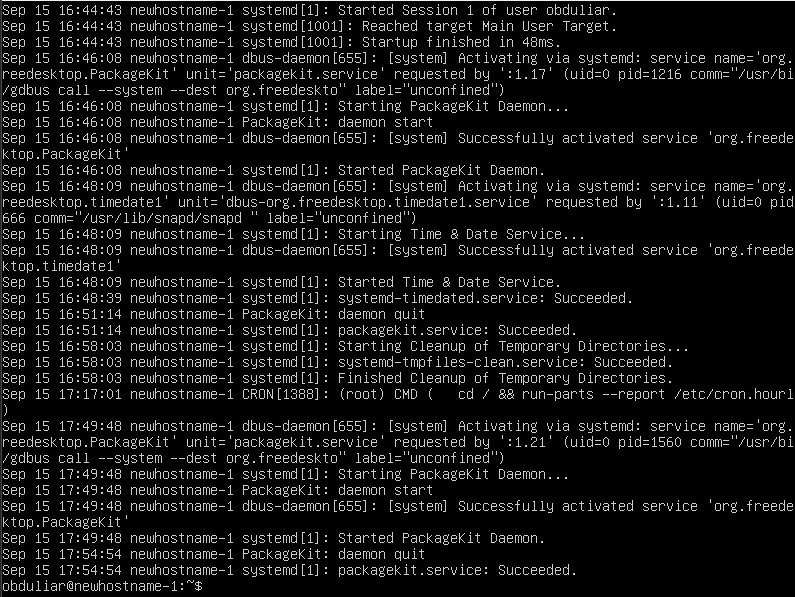 Sep 15 16:44:43 newhostname-1 systemd[1]: Started Session 1 of user obduliar.
Sep 15 16:44:43 newhostname-1 systemd[1001]: Reached target Main User Target.
Sep 15 16:44:43 newhostname-1 systemd[1001]: Startup finished in 48ms.
Sep 15 16:46:08 newhostname-1 dbus-daemon[655]: [system] Activating via systemd: service name='org.
reedesktop.PackageKit' unit='packagekit.service' requested by ':1.17' (uid=0 pid=1216 comm="/usr/bi
/gdbus call --system --dest org.freedeskto" label="unconfined")
Sep 15 16:46:08 newhostname-1 systemd[1]: Starting PackageKit Daemon...
Sep 15 16:46:08 newhostname-1 PackageKit: daemon start
Sep 15 16:46:08 newhostname-1 dbus-daemon[655]: [system] Successfully activated service 'org.freede
ktop.PackageKit'
Sep 15 16:46:08 newhostname-1 systemd[1]: Started PackageKit Daemon.
Sep 15 16:48:09 newhostname-1 dbus-daemon[655]: [system] Activating via systemd: service name='org.
reedesktop.timedate1' unit='dbus-org.freedesktop.timedate1.service' requested by ':1.11' (uid=0 pid
666 comm="/usr/lib/snapd/snapd " label="unconfined")
Sep 15 16:48:09 newhostname-1 systemd[1]: Starting Time & Date Service...
Sep 15 16:48:09 newhostname-1 dbus-daemon[655]: [system] Successfully activated service 'org.freede
ktop.timedate1'
Sep 15 16:48:09 newhostname-1 systemd[1]: Started Time & Date Service.
Sep 15 16:48:39 newhostname-1 systemd[1]: systemd-timedated.service: Succeeded.
Sep 15 16:51:14 newhostname-1 PackageKit: daemon quit
Sep 15 16:51:14 newhostname-1 systemd[1]: packagekit.service: Succeeded.
Sep 15 16:58:03 newhostname-1 systemd[1]: Starting Cleanup of Temporary Directories...
Sep 15 16:58:03 newhostname-1 systemd[1]: systemd-tmpfiles-clean.service: Succeeded.
Sep 15 16:58:03 newhostname-1 systemd[1]: Finished Cleanup of Temporary Directories.
Sep 15 17:17:01 newhostname-1 CRON[1388]: (root) CMD (   cd / && run-parts --report /etc/cron.hourl
)
Sep 15 17:49:48 newhostname-1 dbus-daemon[655]: [system] Activating via systemd: service name='org.
reedesktop.PackageKit' unit='packagekit.service' requested by ':1.21' (uid=0 pid=1560 comm="/usr/bi
/gdbus call --system --dest org.freedeskto" label="unconfined")
Sep 15 17:49:48 newhostname-1 systemd[1]: Starting PackageKit Daemon...
Sep 15 17:49:48 newhostname-1 PackageKit: daemon start
Sep 15 17:49:48 newhostname-1 dbus-daemon[655]: [system] Successfully activated service 'org.freede
ktop.PackageKit'
Sep 15 17:49:48 newhostname-1 systemd[1]: Started PackageKit Daemon.
Sep 15 17:54:54 newhostname-1 PackageKit: daemon quit
Sep 15 17:54:54 newhostname-1 systemd[1]: packagekit.service: Succeeded.
obduliar@newhostname-1:~$